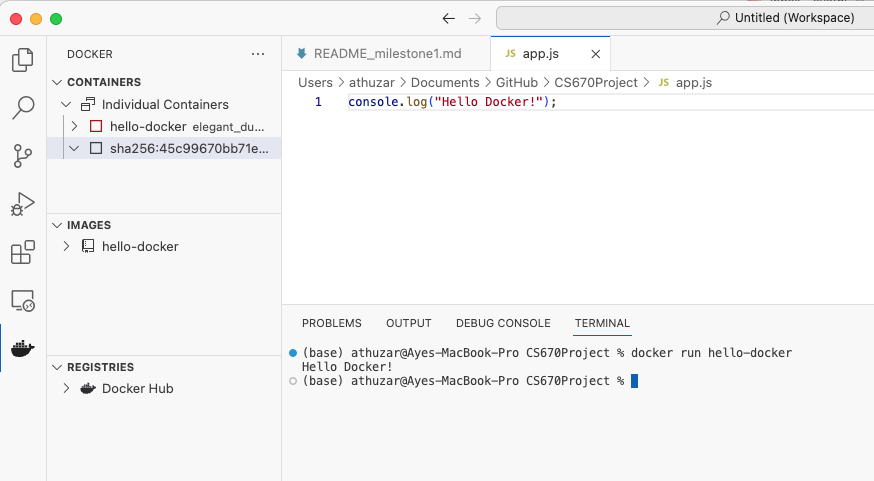 Untitled (Workspace)
DOCKER
CONTAINERS
Individual Containers
hello-docker elegant_du...
sha256:45c99670bb71e...
IMAGES
hello-docker
REGISTRIES
Docker Hub
README_milestone1.md
JS app.js
Users > athuzar > Documents > GitHub > CS670Project > JS app.js
1 console.log("Hello Docker!");
PROBLEMS OUTPUT DEBUG CONSOLE TERMINAL
(base) athuzar@Ayes-MacBook-Pro CS670Project % docker run hello-docker
Hello Docker!
(base) athuzar@Ayes-MacBook-Pro CS670Project %